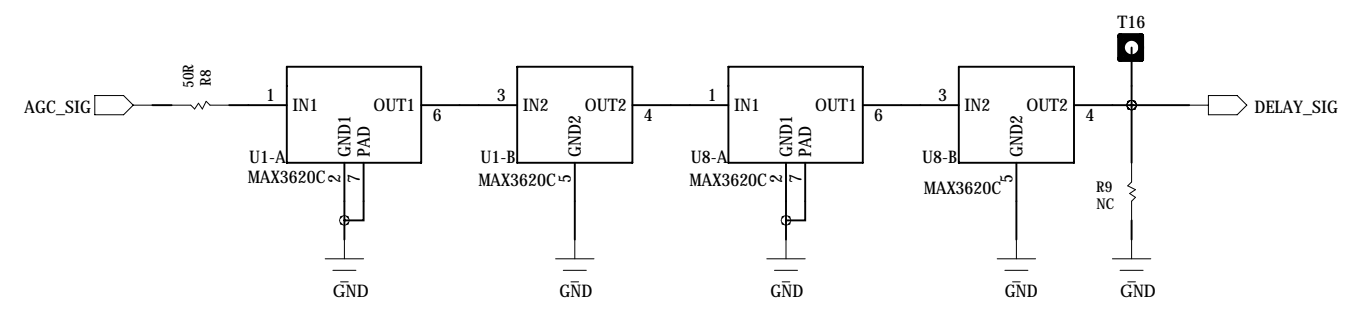 T16
50R
R8
AGC_SIG
1
IN1
OUT1
6
GND1
PAD
U1-A
MAX3620C
2
7
GND
3
IN2
OUT2
4
GND2
U1-B
MAX3620C
5
GND
1
IN1
OUT1
6
GND1
PAD
U8-A
MAX3620C
2
7
GND
3
IN2
OUT2
4
GND2
U8-B
MAX3620C
5
GND
DELAY_SIG
R9
NC
GND